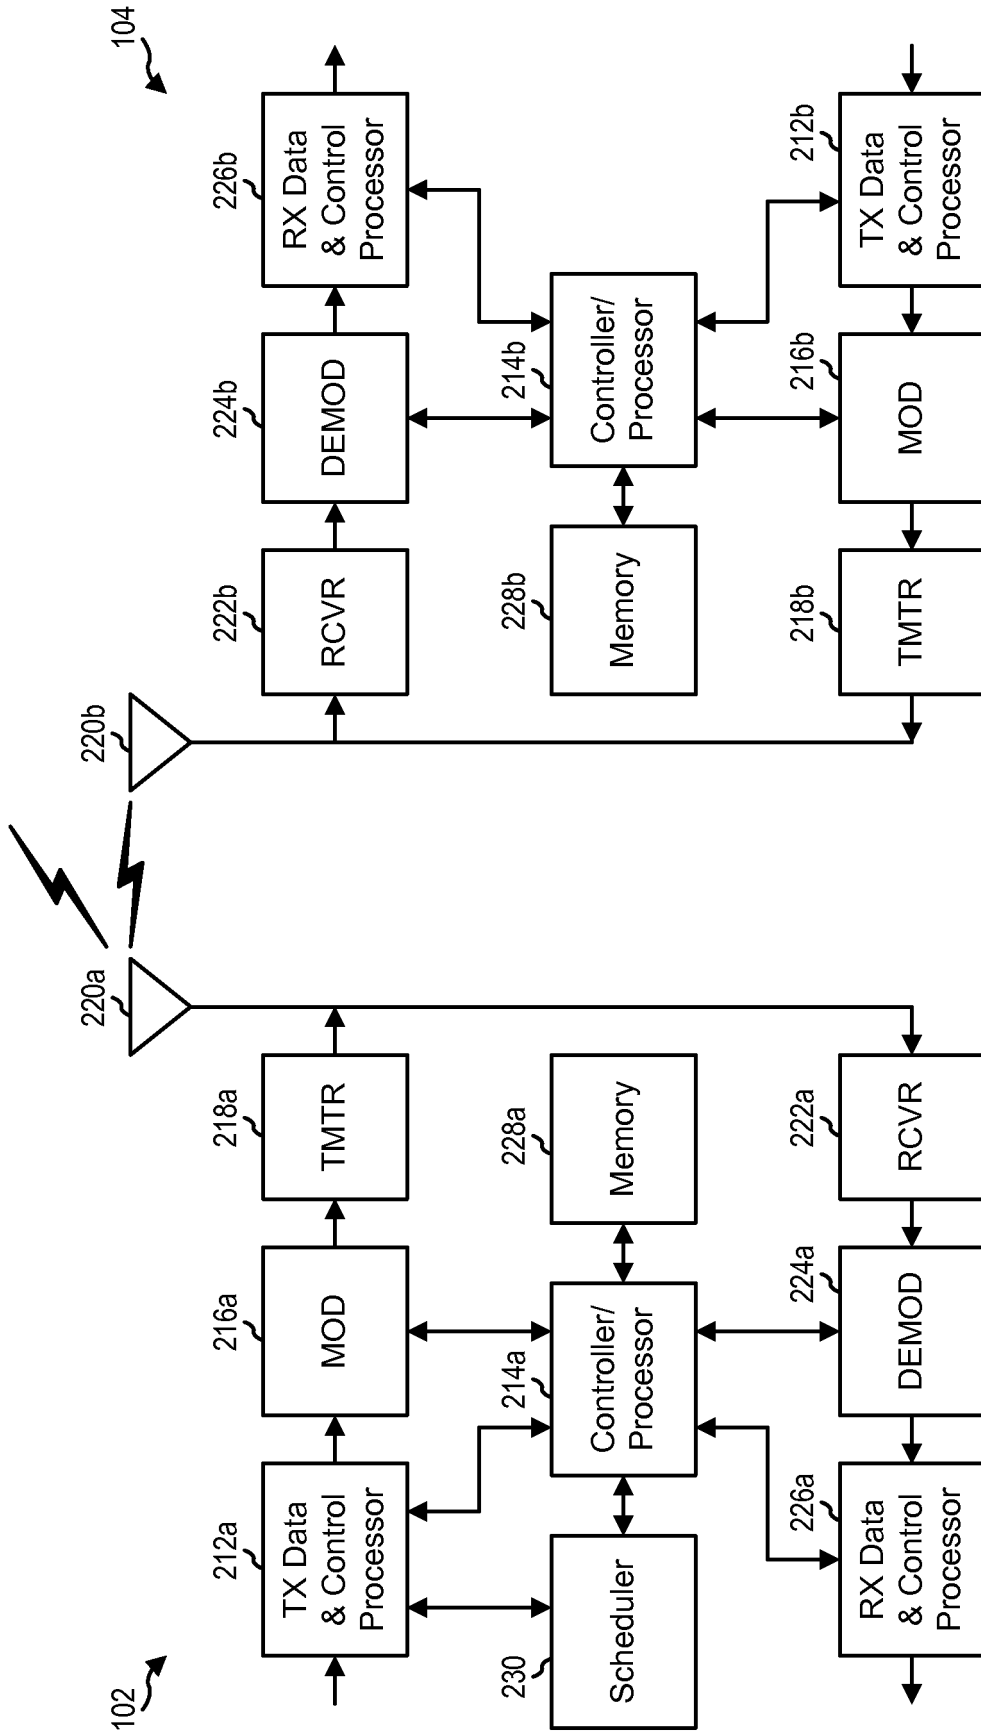 102
104
220a
220b
212a
TX Data
& Control
Processor
216a
MOD
218a
TMTR
222b
RCVR
224b
DEMOD
226b
RX Data
& Control
Processor
230
Scheduler
214a
Controller/
Processor
228a
Memory
228b
Memory
214b
Controller/
Processor
226a
RX Data
& Control
Processor
224a
DEMOD
222a
RCVR
218b
TMTR
216b
MOD
212b
TX Data
& Control
Processor